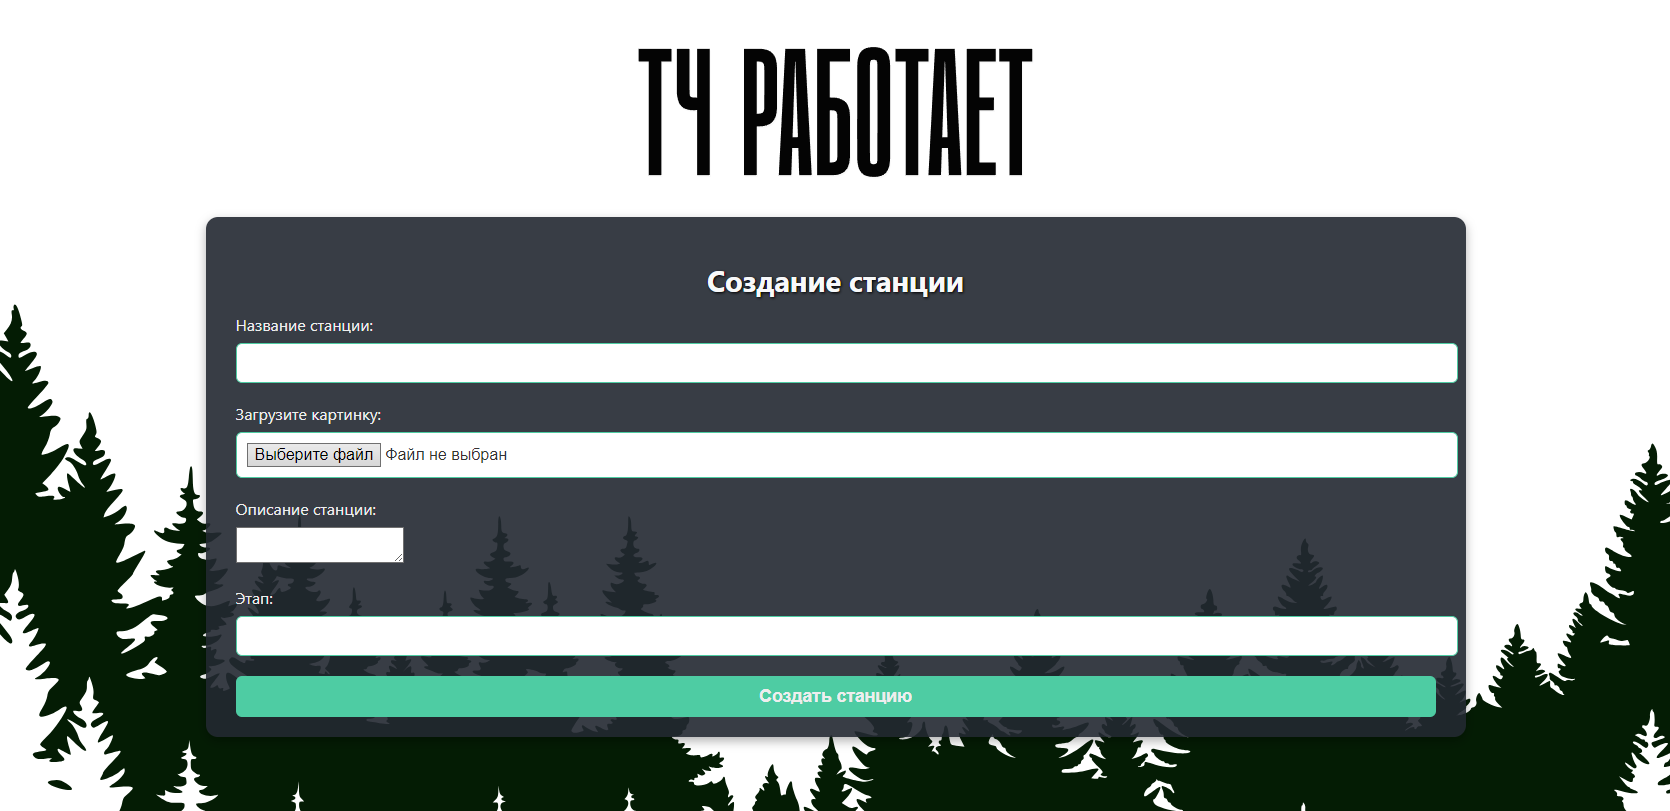 ТЧ РАБОТАЕТ
Создание станции
Название станции:
Загрузите картинку:
Выберите файл Файл не выбран
Описание станции:
Этап:
Создать станцию